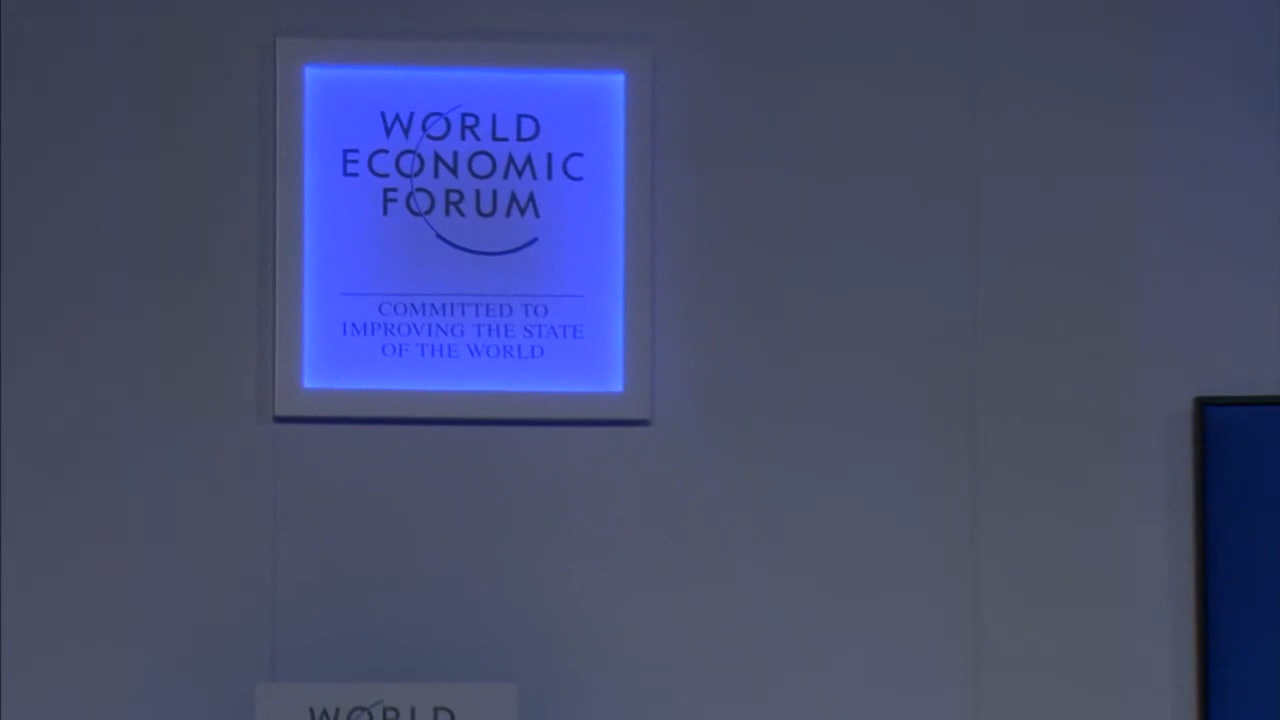 WORLD
ECONOMIC
FORUM
COMMITTED TO
IMPROVING THE STATE
OF THE WORLD
WORLD